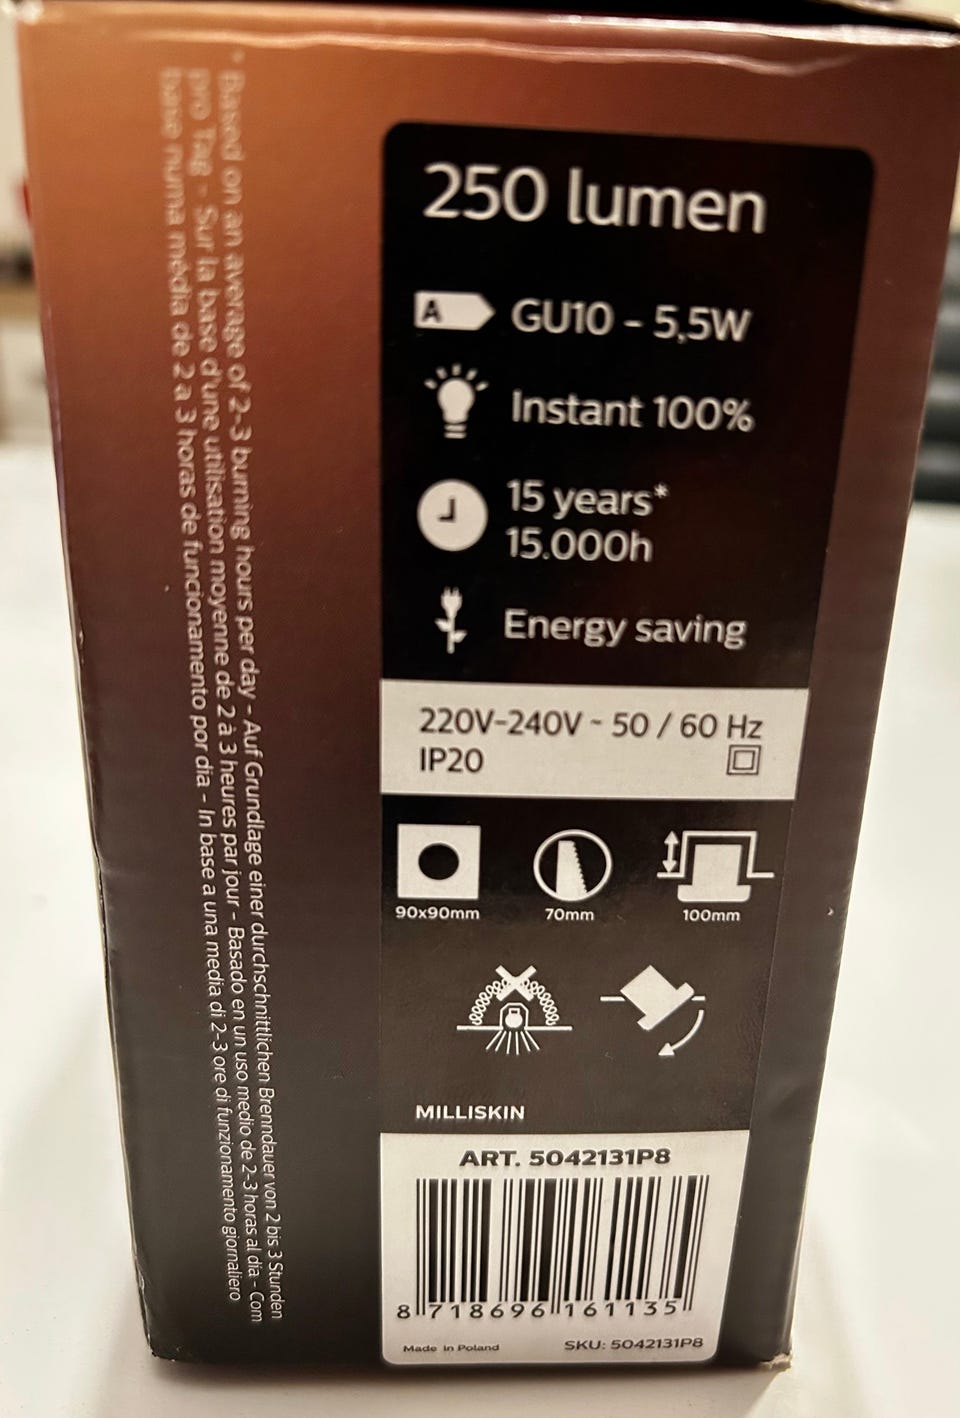 * Based on an average of 2-3 burning hours per day - Auf Grundlage einer durchschnittlichen Brenndauer von 2 bis 3 Stunden
pro Tag - Sur la base d'une utilisation moyenne de 2 à 3 heures par jour - Basado en un uso medio de 2-3 horas al dia - Com
base numa média de 2 a 3 horas de funcionamento por dia - In base a una media di 2-3 ore di funzionamento giornaliero
250 lumen
A GU10 - 5,5W
Instant 100%
15 years*
15.000h
Energy saving
220V-240V ~ 50 / 60 Hz
IP20
90x90mm 70mm 100mm
MILLISKIN
ART. 5042131P8
8 718696 161135
Made in Poland SKU: 5042131P8